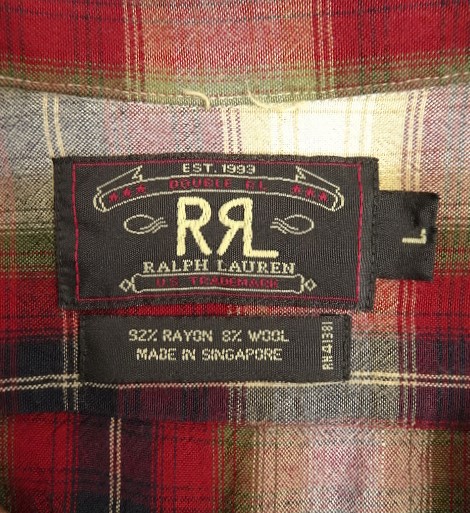 EST. 1993
DOUBLE RL
RRL
RALPH LAUREN
U.S. TRADEMARK
L
92% RAYON 8% WOOL
MADE IN SINGAPORE
RN 41381